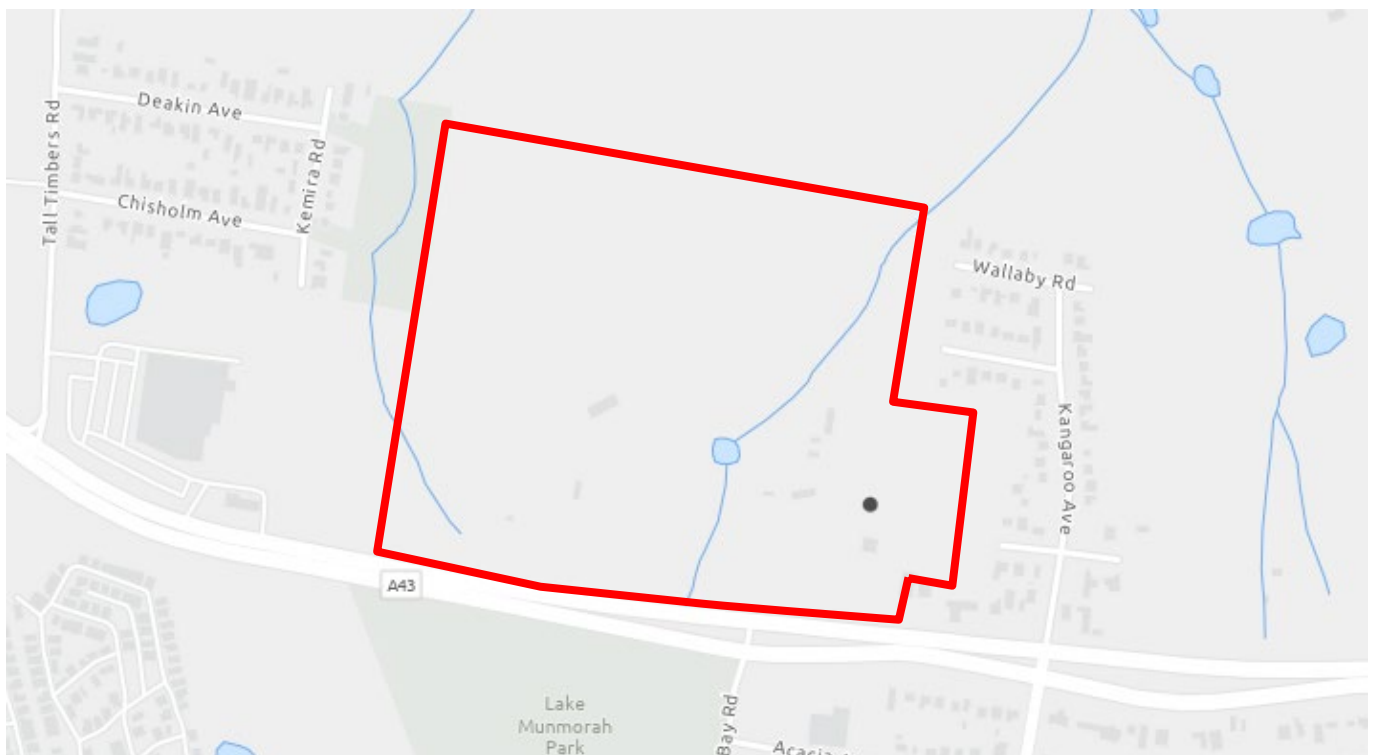 Deakin Ave
Tall Timbers Rd
Kemira Rd
Chisholm Ave
Wallaby Rd
Kangaroo Ave
A43
Lake
Munmorah
Park
Bay Rd